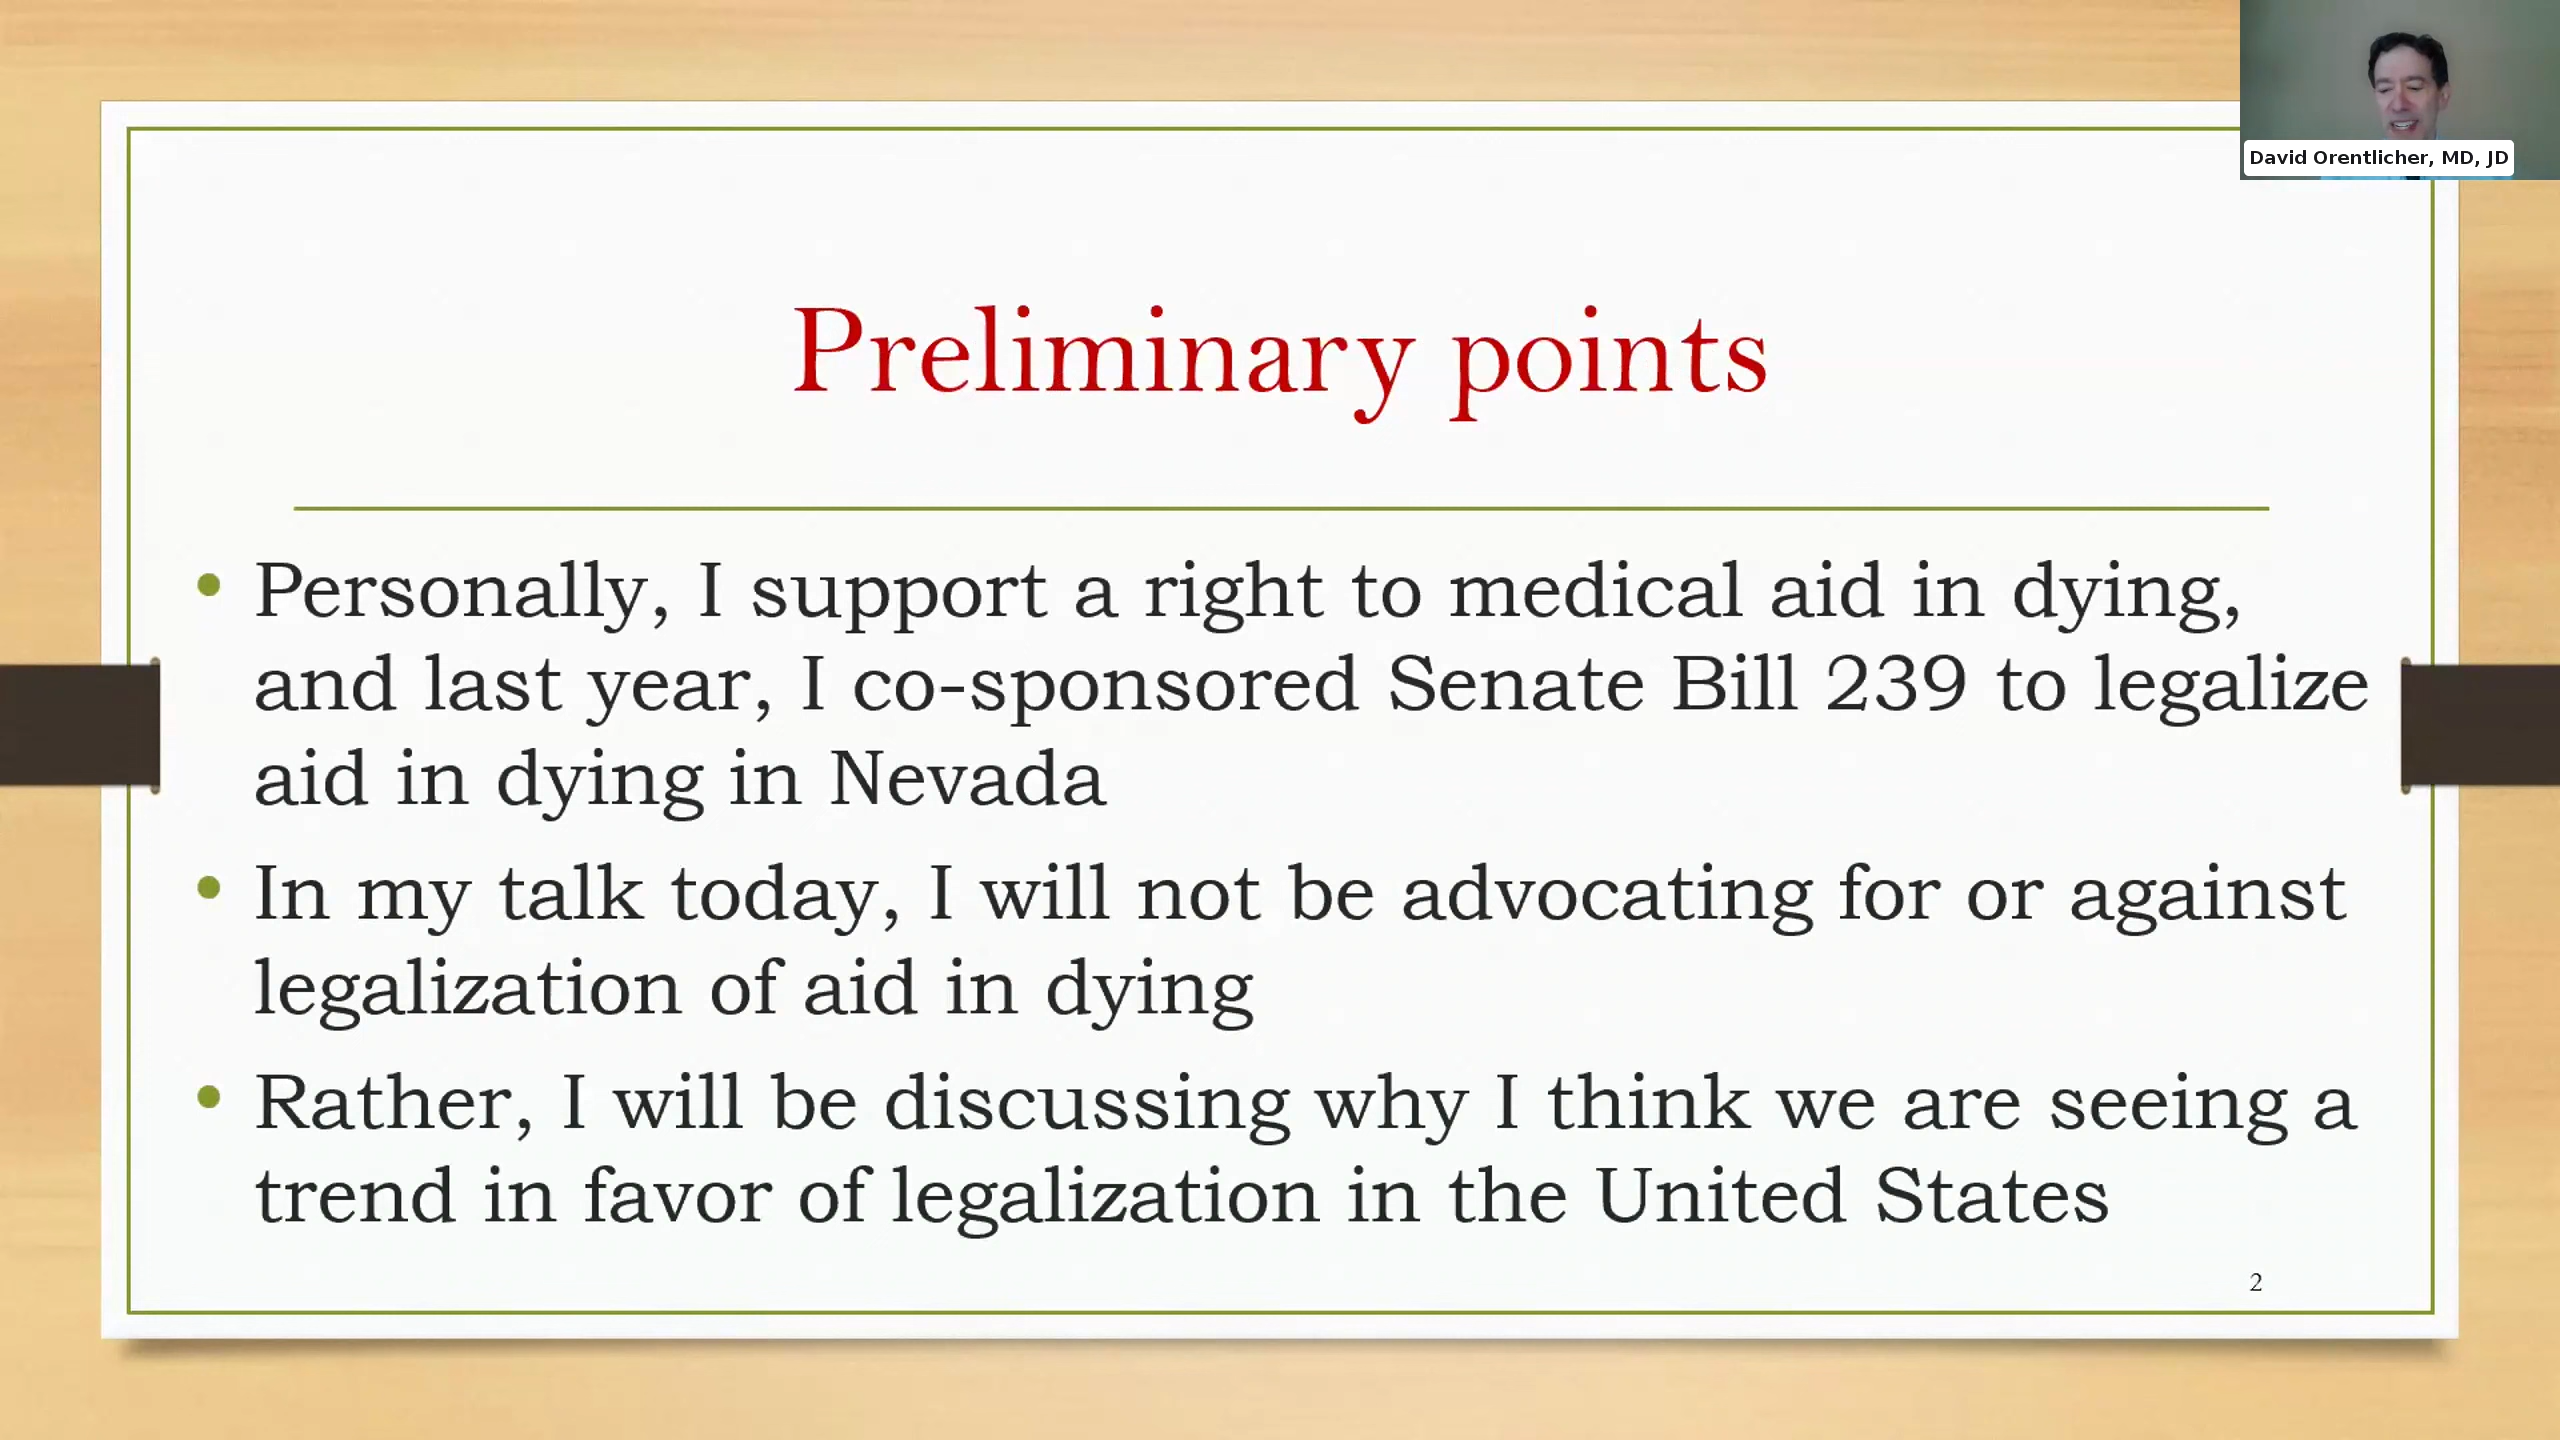 David Orentlicher, MD, JD
Preliminary points
• Personally, I support a right to medical aid in dying,
and last year, I co-sponsored Senate Bill 239 to legalize
aid in dying in Nevada
• In my talk today, I will not be advocating for or against
legalization of aid in dying
• Rather, I will be discussing why I think we are seeing a
trend in favor of legalization in the United States
2